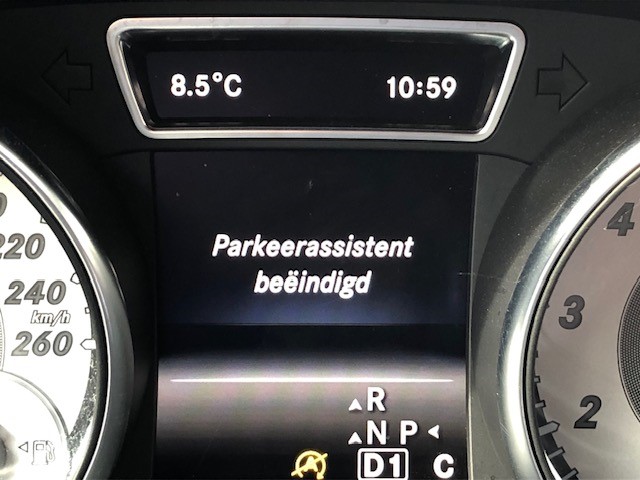 8.5°C 10:59
Parkeerassistent
beëindigd
220
240
km/h
260
4
3
2
R
N P
A D1 C